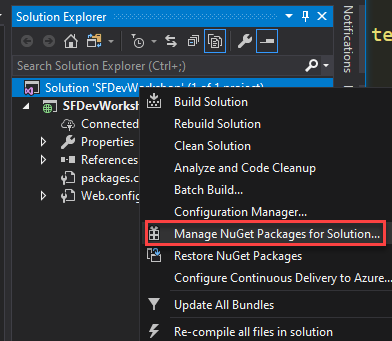 Solution Explorer
Notifications
te
Search Solution Explorer (Ctrl+;)
Solution 'SFDevWorkshop' (1 of 1 project)
SFDevWorksh
Connected
Properties
References
packages.c
Web.config
Build Solution
Rebuild Solution
Clean Solution
Analyze and Code Cleanup
Batch Build...
Configuration Manager...
Manage NuGet Packages for Solution...
Restore NuGet Packages
Configure Continuous Delivery to Azure...
Update All Bundles
Re-compile all files in solution